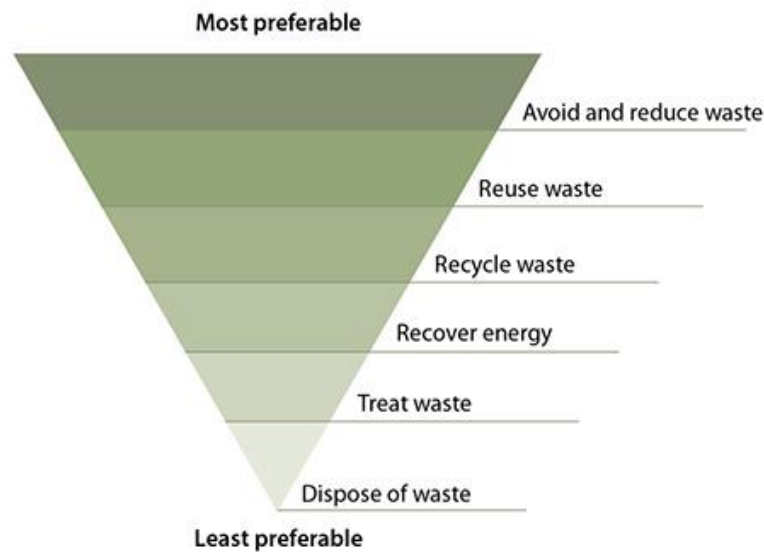 Most preferable
Avoid and reduce waste
Reuse waste
Recycle waste
Recover energy
Treat waste
Dispose of waste
Least preferable